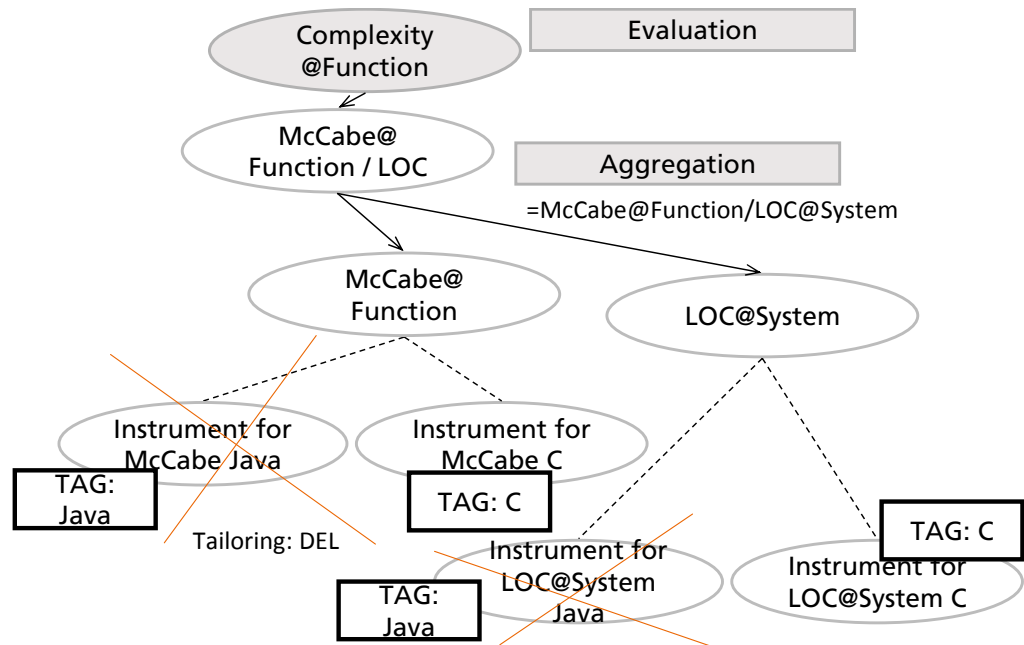 Complexity
@Function
Evaluation
McCabe@
Function / LOC
Aggregation
=McCabe@Function/LOC@System
McCabe@
Function
LOC@System
Instrument for
McCabe Java
TAG:
Java
Instrument for
McCabe C
TAG: C
Tailoring: DEL
Instrument for
LOC@System
Java
TAG:
Java
TAG: C
Instrument for
LOC@System C